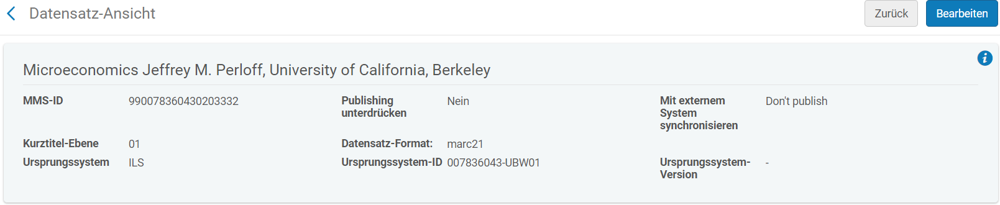 Datensatz-Ansicht
Zurück
Bearbeiten
Microeconomics Jeffrey M. Perloff, University of California, Berkeley
MMS-ID 990078360430203332
Publishing
unterdrücken
Nein
Mit externem
System
synchronisieren
Don't publish
Kurztitel-Ebene 01
Datensatz-Format: marc21
Ursprungssystem ILS
Ursprungssystem-ID 007836043-UBW01
Ursprungssystem-
Version
-